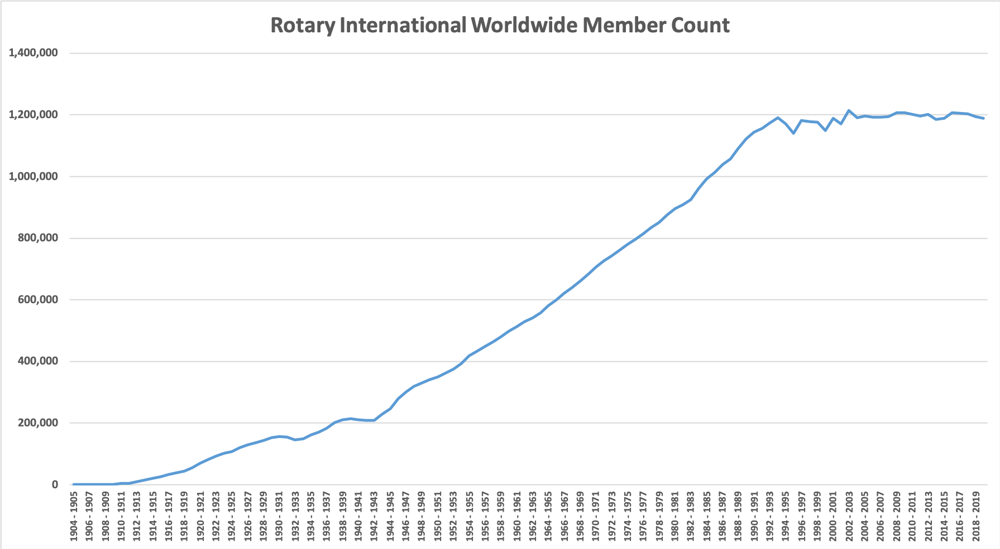 Rotary International Worldwide Member Count
1,400,000
1,200,000
1,000,000
800,000
600,000
400,000
200,000
0
1904 - 1905
1906 - 1907
1908 - 1909
1910 - 1911
1912 - 1913
1914 - 1915
1916 - 1917
1918 - 1919
1920 - 1921
1922 - 1923
1924 - 1925
1926 - 1927
1928 - 1929
1930 - 1931
1932 - 1933
1934 - 1935
1936 - 1937
1938 - 1939
1940 - 1941
1942 - 1943
1944 - 1945
1946 - 1947
1948 - 1949
1950 - 1951
1952 - 1953
1954 - 1955
1956 - 1957
1958 - 1959
1960 - 1961
1962 - 1963
1964 - 1965
1966 - 1967
1968 - 1969
1970 - 1971
1972 - 1973
1974 - 1975
1976 - 1977
1978 - 1979
1980 - 1981
1982 - 1983
1984 - 1985
1986 - 1987
1988 - 1989
1990 - 1991
1992 - 1993
1994 - 1995
1996 - 1997
1998 - 1999
2000 - 2001
2002 - 2003
2004 - 2005
2006 - 2007
2008 - 2009
2010 - 2011
2012 - 2013
2014 - 2015
2016 - 2017
2018 - 2019